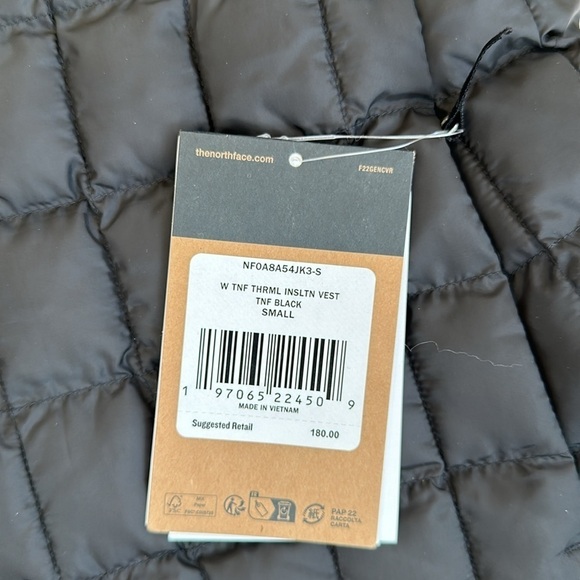 thenorthface.com
F22GENCVR
NF0A8A54JK3-S
W TNF THRML INSLTN VEST
TNF BLACK
SMALL
1 97065 22450 9
MADE IN VIETNAM
Suggested Retail 180.00
PAP 22
RACCOLTA
CARTA